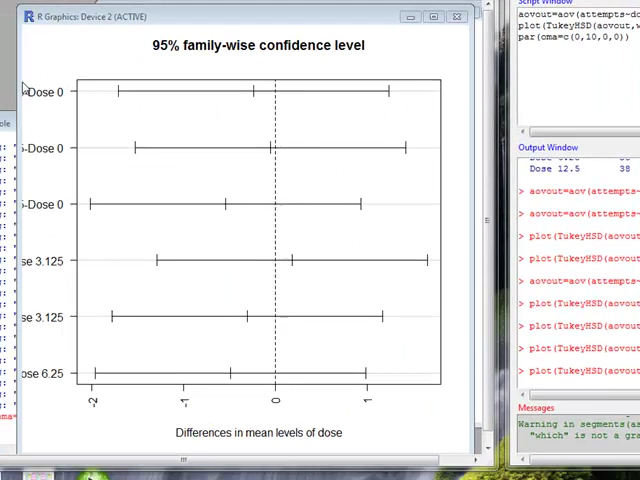 R Graphics: Device 2 (ACTIVE)
95% family-wise confidence level
-Dose 0
5-Dose 0
5-Dose 0
se 3.125
se 3.125
ose 6.25
-2
-1
0
1
Differences in mean levels of dose
ole
Script Window
aovout=aov(attempts~do
plot(TukeyHSD(aovout,w
par(oma=c(0,10,0,0))
Output Window
Dose 12.5 38
> aovout=aov(attempts~
> aovout=aov(attempts~
> plot(TukeyHSD(aovout
> plot(TukeyHSD(aovout
> aovout=aov(attempts~
> plot(TukeyHSD(aovout
> plot(TukeyHSD(aovout
> plot(TukeyHSD(aovout
> plot(TukeyHSD(aovout
Messages
Warning in segments(as
"which" is not a gra